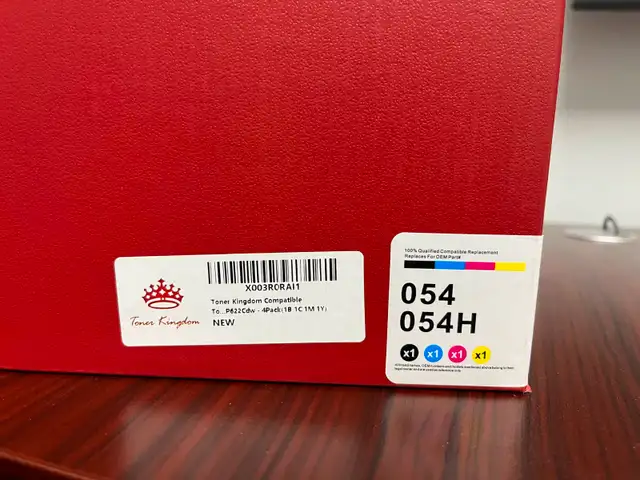 Toner Kingdom
X003R0RAI1
Toner Kingdom Compatible
To...P622Cdw - 4Pack(1B 1C 1M 1Y)
NEW
100% Qualified Compatible Replacement
Replaces For OEM Part#
054
054H
x1 x1 x1 x1